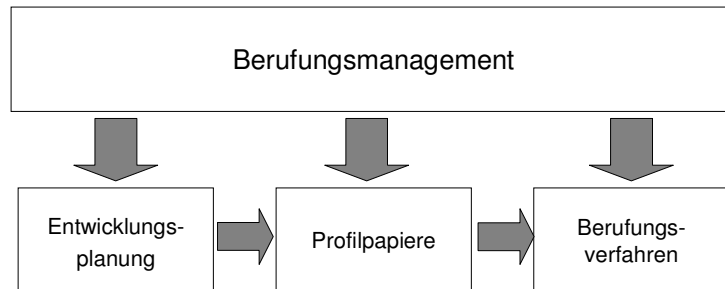 Berufungsmanagement
Entwicklungs-
planung
Profilpapiere
Berufungs-
verfahren